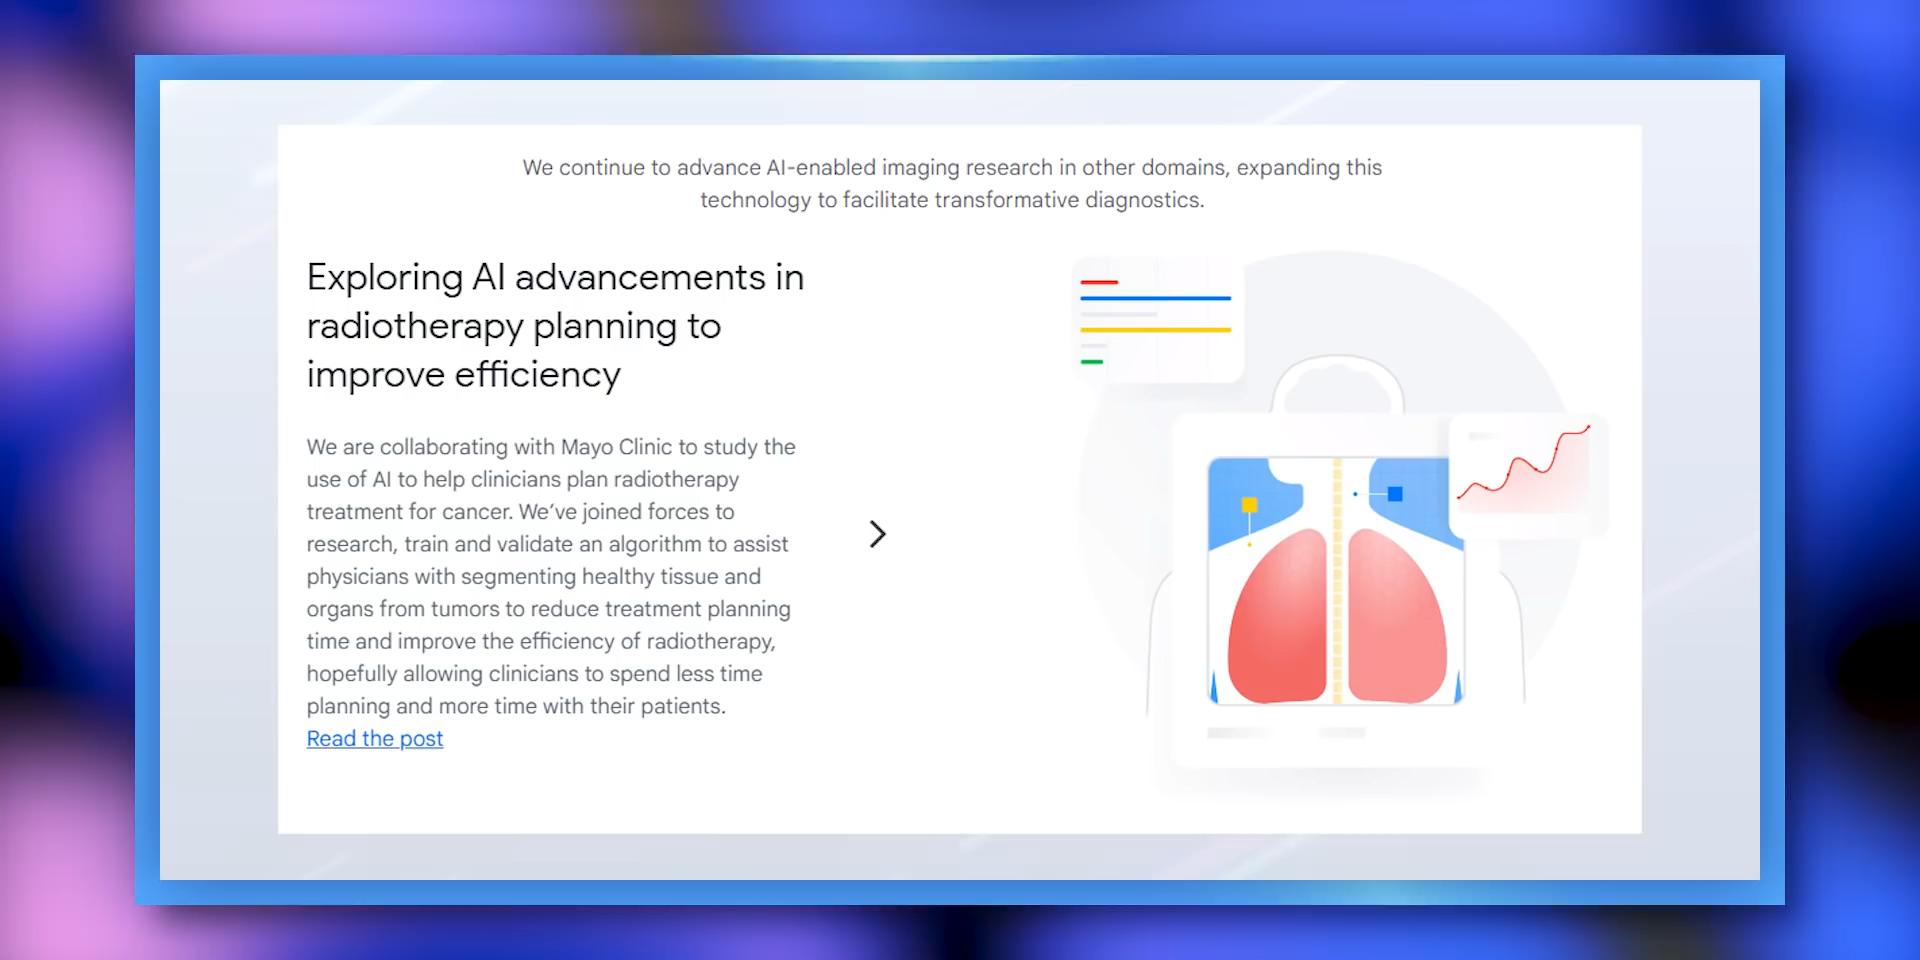 We continue to advance AI-enabled imaging research in other domains, expanding this
technology to facilitate transformative diagnostics.
Exploring AI advancements in
radiotherapy planning to
improve efficiency
We are collaborating with Mayo Clinic to study the
use of AI to help clinicians plan radiotherapy
treatment for cancer. We’ve joined forces to
research, train and validate an algorithm to assist
physicians with segmenting healthy tissue and
organs from tumors to reduce treatment planning
time and improve the efficiency of radiotherapy,
hopefully allowing clinicians to spend less time
planning and more time with their patients.
Read the post